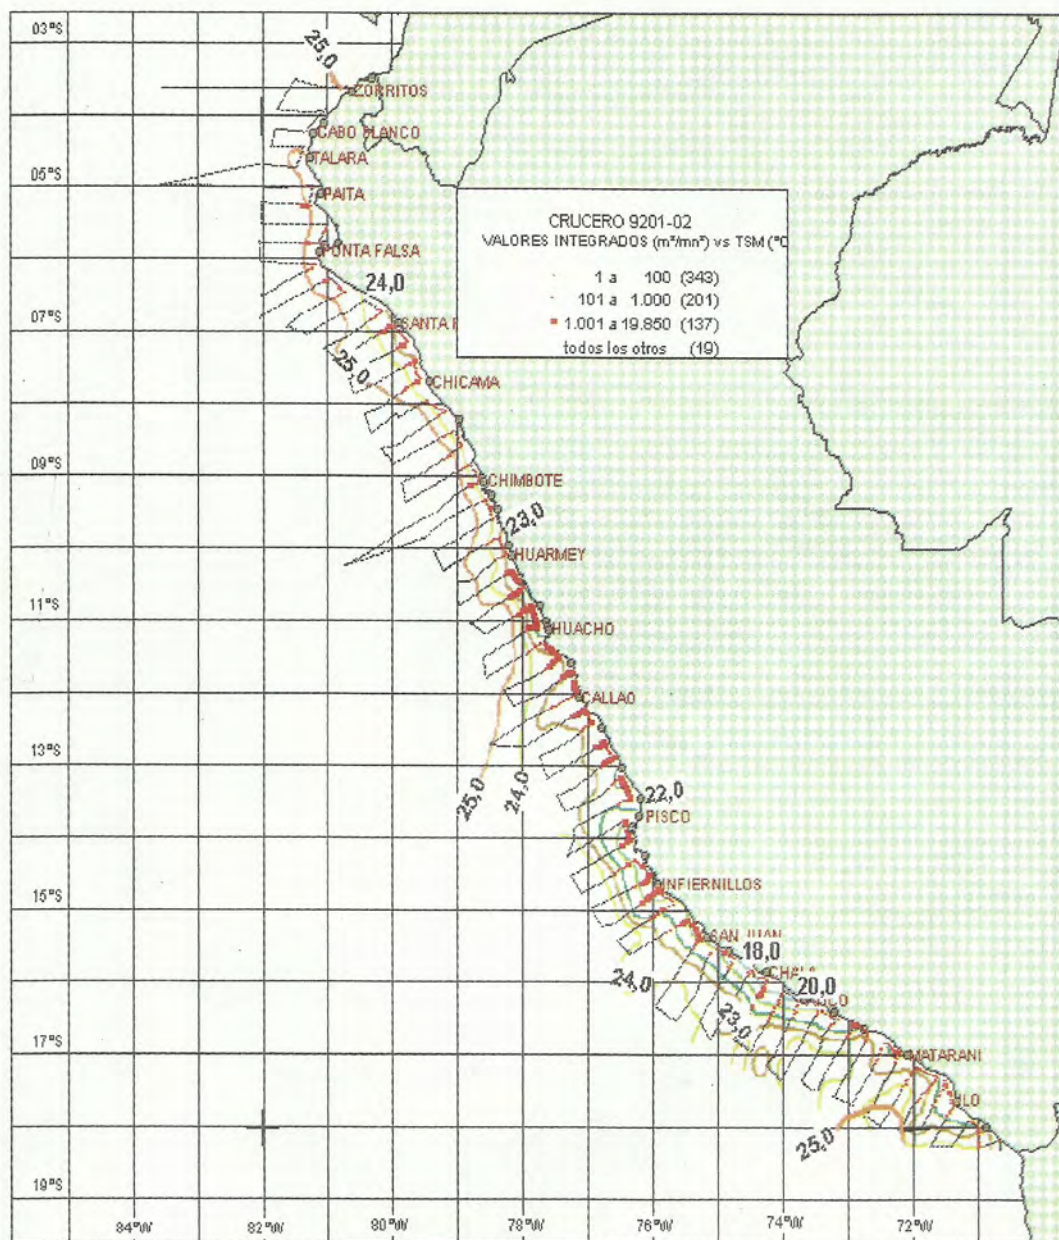 03°S
25,0
ZORRITOS
CABO BLANCO
TALARA
05°S
PAITA
PUNTA FALSA
CRUCERO 9201-02
VALORES INTEGRADOS (m²/mn²) vs TSM (°C
1 a 100 (343)
101 a 1.000 (201)
1.001 a 19.850 (137)
todos los otros (19)
24,0
07°S
SANTA
25,0
CHICAMA
09°S
CHIMBOTE
23,0
HUARMEY
11°S
HUACHO
CALLAO
13°S
25,0
24,0
22,0
PISCO
INFIERNILLOS
15°S
SAN JUAN
18,0
24,0
20,0
23,0
17°S
MATARANI
ILO
25,0
19°S
84°W
82°W
80°W
78°W
76°W
74°W
72°W